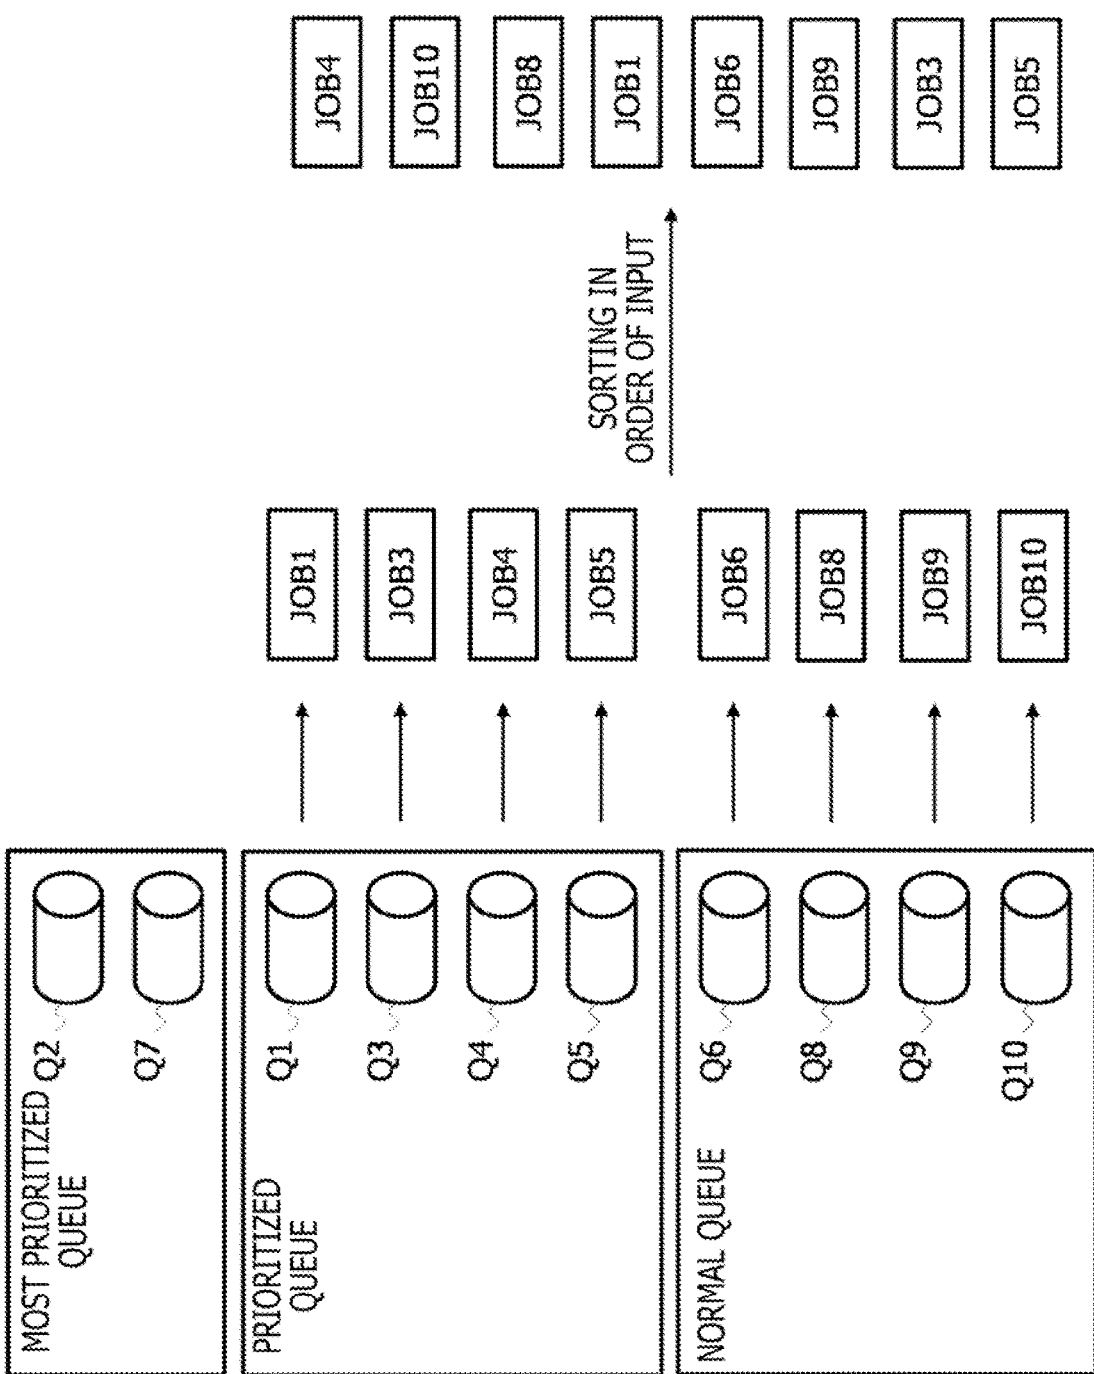 MOST PRIORITIZED
QUEUE
Q2
Q7
PRIORITIZED
QUEUE
Q1
Q3
Q4
Q5
NORMAL QUEUE
Q6
Q8
Q9
Q10
JOB1
JOB3
JOB4
JOB5
JOB6
JOB8
JOB9
JOB10
SORTING IN
ORDER OF INPUT
JOB4
JOB10
JOB8
JOB1
JOB6
JOB9
JOB3
JOB5